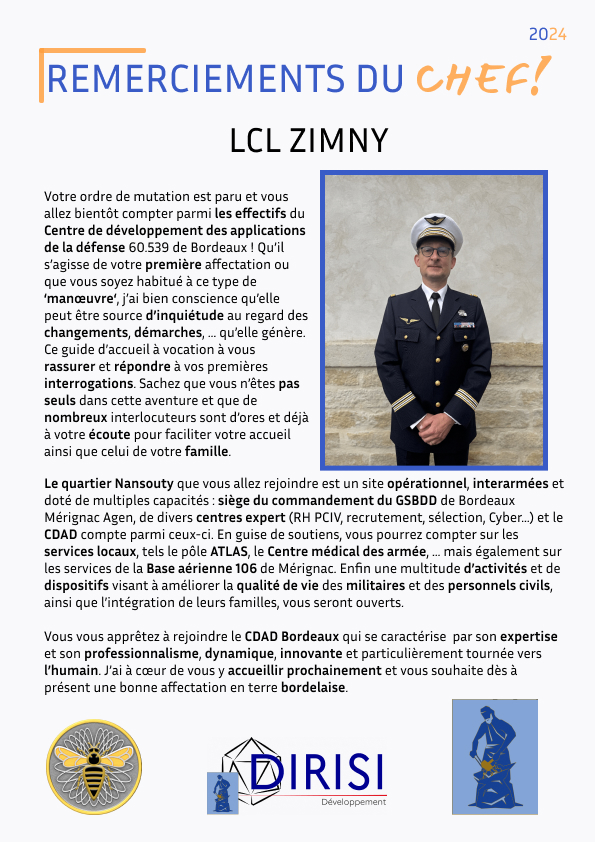 2024
REMERCIEMENTS DU CHEF!
LCL ZIMNY
Votre ordre de mutation est paru et vous
allez bientôt compter parmi les effectifs du
Centre de développement des applications
de la défense 60.539 de Bordeaux ! Qu'il
s'agisse de votre première affectation ou
que vous soyez habitué à ce type de
‘manœuvre’, j'ai bien conscience qu'elle
peut être source d'inquiétude au regard des
changements, démarches, ... qu'elle génère.
Ce guide d'accueil à vocation à vous
rassurer et répondre à vos premières
interrogations. Sachez que vous n'êtes pas
seuls dans cette aventure et que de
nombreux interlocuteurs sont d'ores et déjà
à votre écoute pour faciliter votre accueil
ainsi que celui de votre famille.
Le quartier Nansouty que vous allez rejoindre est un site opérationnel, interarmées et
doté de multiples capacités : siège du commandement du GSBDD de Bordeaux
Mérignac Agen, de divers centres expert (RH PCIV, recrutement, sélection, Cyber...) et le
CDAD compte parmi ceux-ci. En guise de soutiens, vous pourrez compter sur les
services locaux, tels le pôle ATLAS, le Centre médical des armée, ... mais également sur
les services de la Base aérienne 106 de Mérignac. Enfin une multitude d'activités et de
dispositifs visant à améliorer la qualité de vie des militaires et des personnels civils,
ainsi que l'intégration de leurs familles, vous seront ouverts.
Vous vous apprêtez à rejoindre le CDAD Bordeaux qui se caractérise par son expertise
et son professionnalisme, dynamique, innovante et particulièrement tournée vers
l'humain. J'ai à cœur de vous y accueillir prochainement et vous souhaite dès à
présent une bonne affectation en terre bordelaise.
DIRISI
Développement